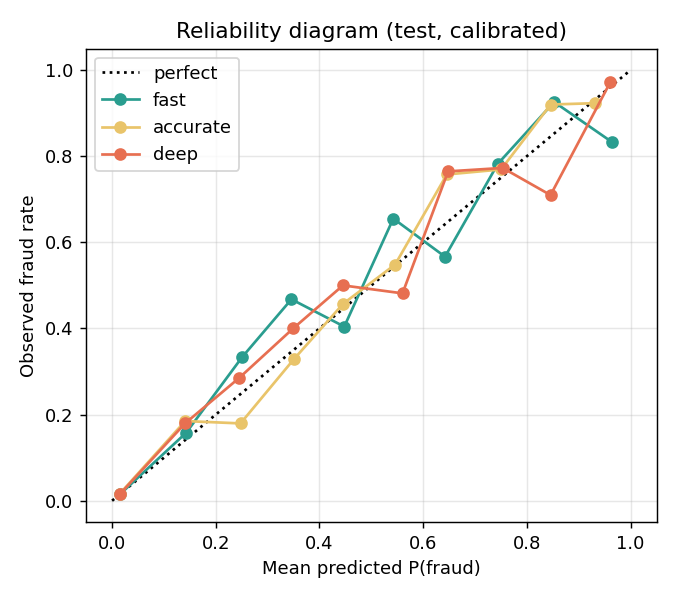 Reliability diagram (test, calibrated)
perfect
fast
accurate
deep
Observed fraud rate
1.0
0.8
0.6
0.4
0.2
0.0
0.0 0.2 0.4 0.6 0.8 1.0
Mean predicted P(fraud)